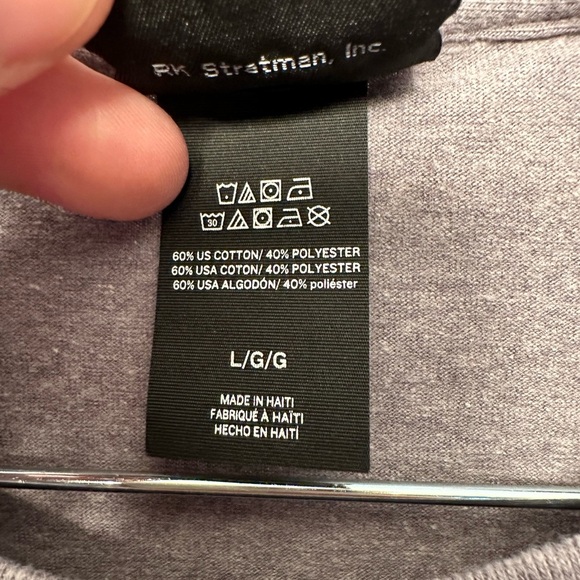 RK Stratman, Inc.
30
60% US COTTON/ 40% POLYESTER
60% USA COTON/ 40% POLYESTER
60% USA ALGODÓN/ 40% poliéster
L/G/G
MADE IN HAITI
FABRIQUÉ À HAÏTI
HECHO EN HAITÍ